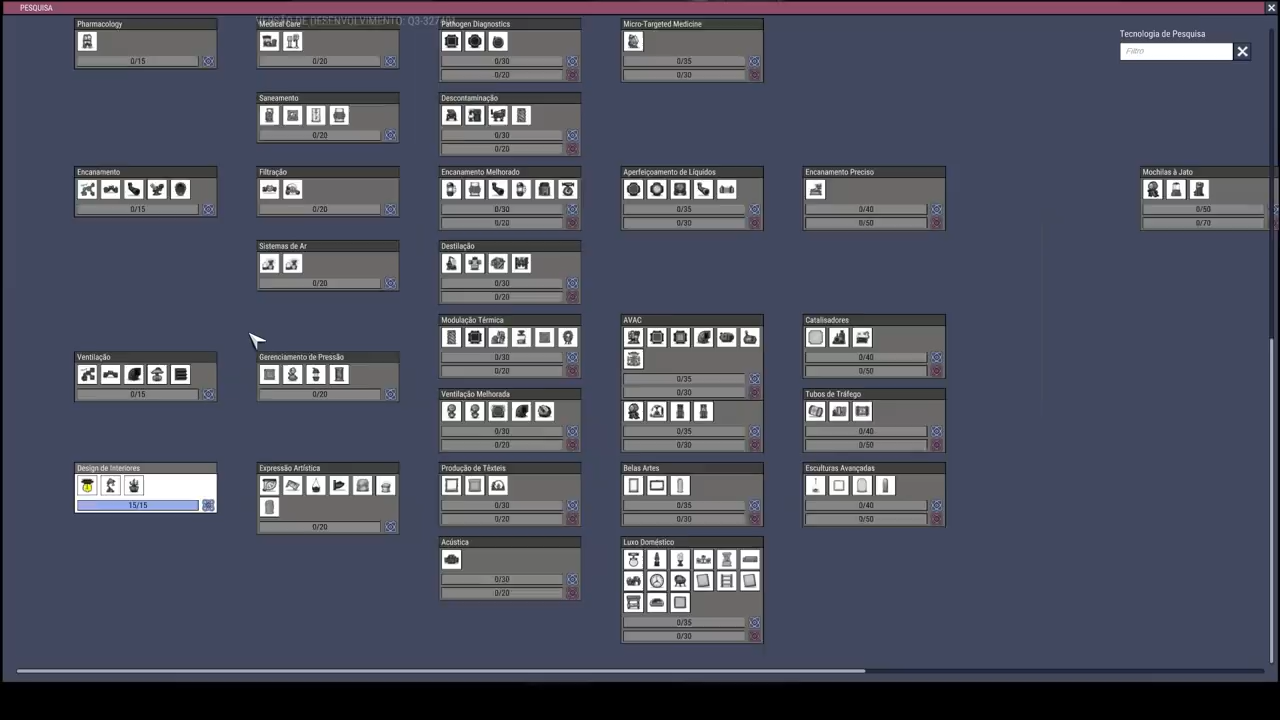 PESQUISA
VERSÃO DE DESENVOLVIMENTO: Q3-327
Tecnologia de Pesquisa
Filtro
Pharmacology
0/15
Medical Care
0/20
Pathogen Diagnostics
0/30
0/20
Micro-Targeted Medicine
0/35
0/30
Saneamento
0/20
Descontaminação
0/30
0/20
Encanamento
0/15
Filtração
0/20
Encanamento Melhorado
0/30
0/20
Aperfeiçoamento de Líquidos
0/35
0/30
Encanamento Preciso
0/40
0/50
Mochilas à Jato
0/50
0/70
Sistemas de Ar
0/20
Destilação
0/30
0/20
Modulação Térmica
0/30
0/20
AVAC
0/35
0/30
Catalisadores
0/40
0/50
Ventilação
0/15
Gerenciamento de Pressão
0/20
Ventilação Melhorada
0/30
0/20
0/35
0/30
Tubos de Tráfego
0/40
0/50
Design de Interiores
15/15
Expressão Artística
0/20
Produção de Têxteis
0/30
0/20
Belas Artes
0/35
0/30
Esculturas Avançadas
0/40
0/50
Acústica
0/30
0/20
Luxo Doméstico
0/35
0/30